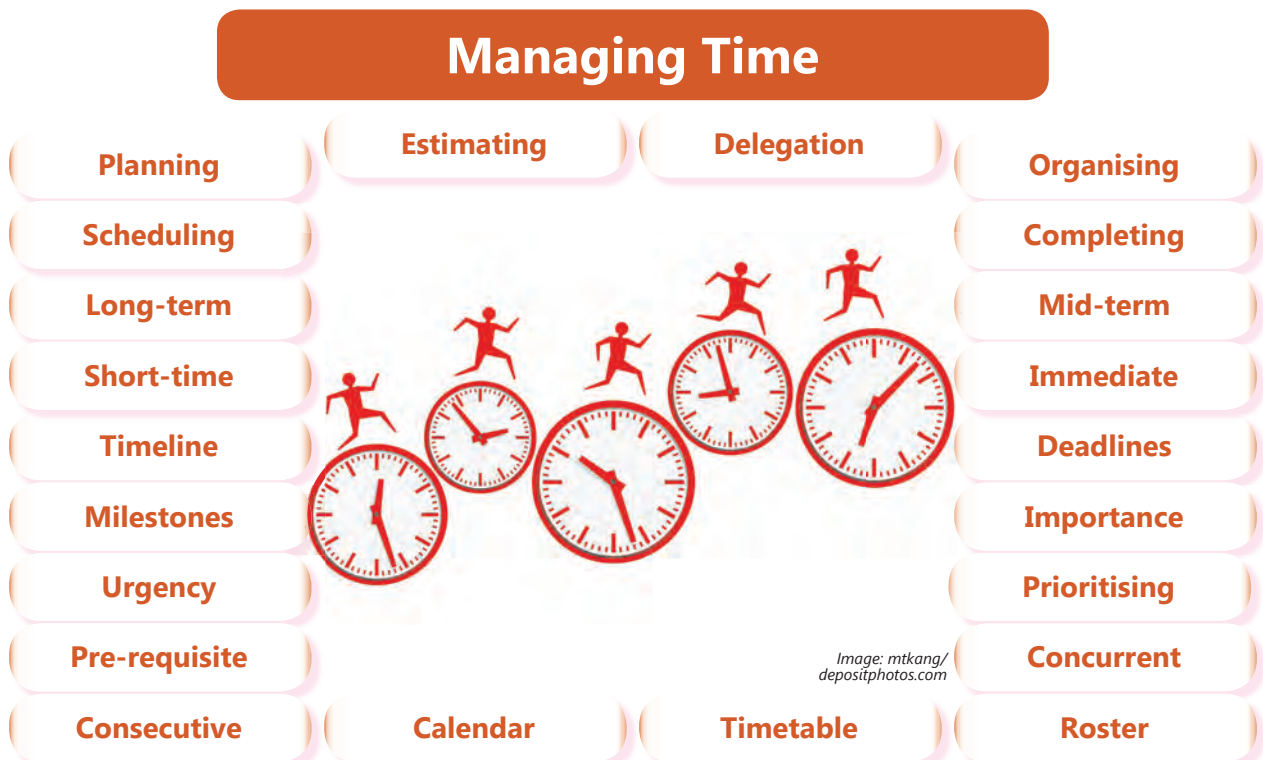 Managing Time
Estimating
Delegation
Planning
Organising
Scheduling
Completing
Long-term
Mid-term
Short-time
Immediate
Timeline
Deadlines
Milestones
Importance
Urgency
Prioritising
Pre-requisite
Image: mtkang/
depositphotos.com
Concurrent
Consecutive
Calendar
Timetable
Roster